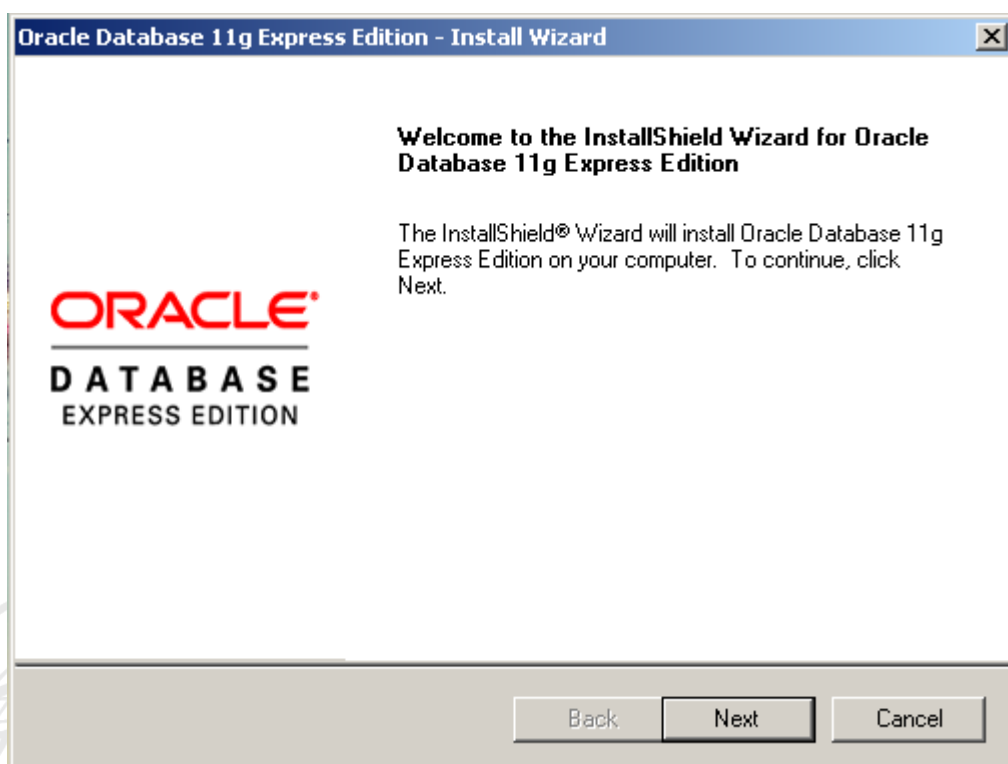 Oracle Database 11g Express Edition - Install Wizard
Welcome to the InstallShield Wizard for Oracle
Database 11g Express Edition
The InstallShield® Wizard will install Oracle Database 11g
Express Edition on your computer. To continue, click
Next.
ORACLE
DATABASE
EXPRESS EDITION
Back
Next
Cancel